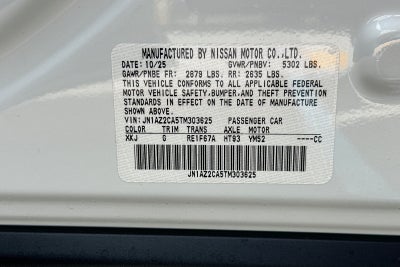 MANUFACTURED BY NISSAN MOTOR CO.,LTD.
DATE 10/25 GVWR/PNBV: 5302 LBS.
GAWR/PNBE FR: 2679 LBS. RR: 2635 LBS.
THIS VEHICLE CONFORMS TO ALL APPLICABLE FEDERAL
MOTOR VEHICLE SAFETY,BUMPER,AND THEFT PREVENTION
STANDARDS IN EFFECT ON THE DATE OF MANUFACTURE
SHOWN ABOVE.
VIN: JN1AZ2CA5TM303625 PASSENGER CAR
COLOR TRIM TRANS AXLE MOTOR
XKJ G RE1F67A HT93 YM52 ----CC
JN1AZ2CA5TM303625